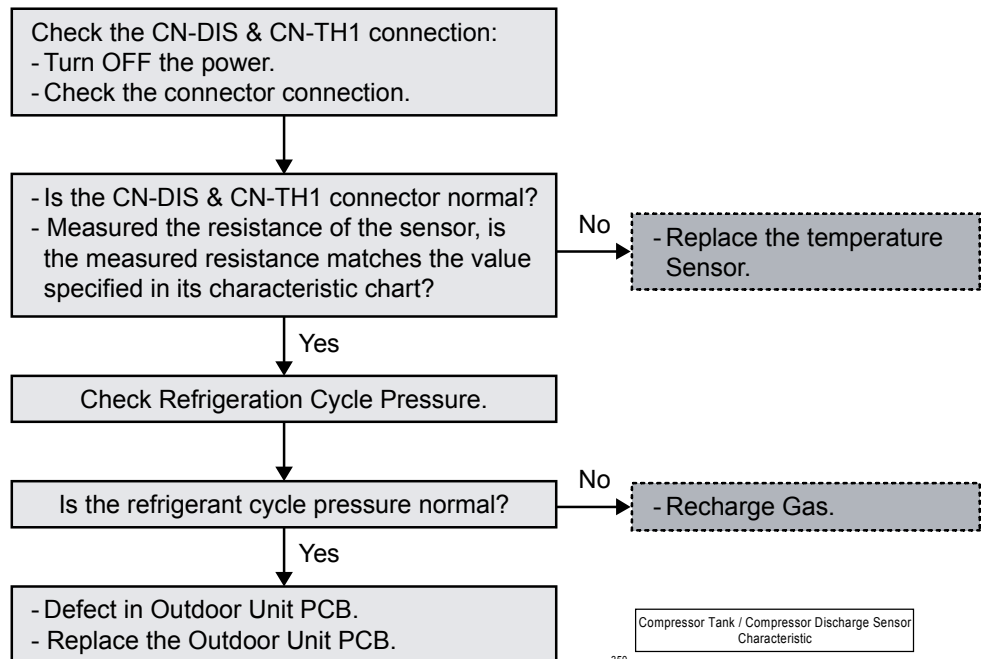 Check the CN-DIS & CN-TH1 connection:
- Turn OFF the power.
- Check the connector connection.
- Is the CN-DIS & CN-TH1 connector normal?
- Measured the resistance of the sensor, is
the measured resistance matches the value
specified in its characteristic chart?
No
- Replace the temperature
Sensor.
Yes
Check Refrigeration Cycle Pressure.
Is the refrigerant cycle pressure normal?
No
- Recharge Gas.
Yes
- Defect in Outdoor Unit PCB.
- Replace the Outdoor Unit PCB.
Compressor Tank / Compressor Discharge Sensor
Characteristic